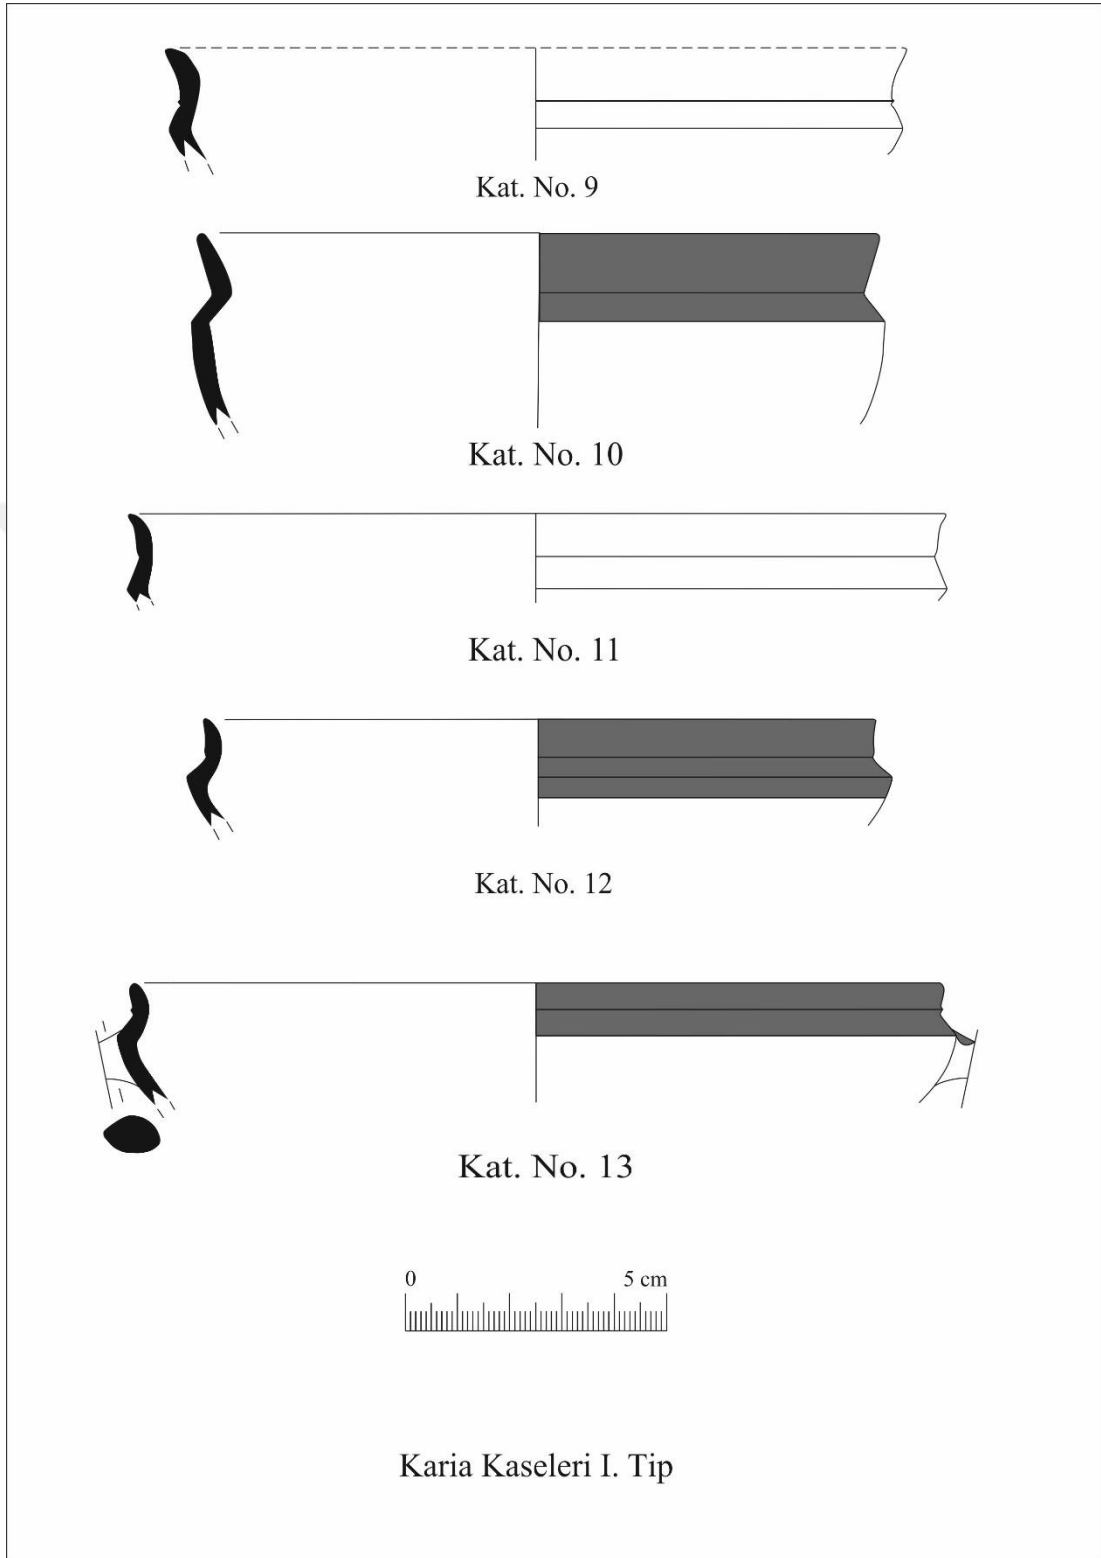 Kat. No. 9
Kat. No. 10
Kat. No. 11
Kat. No. 12
Kat. No. 13
0 5 cm
Karia Kaseleri I. Tip